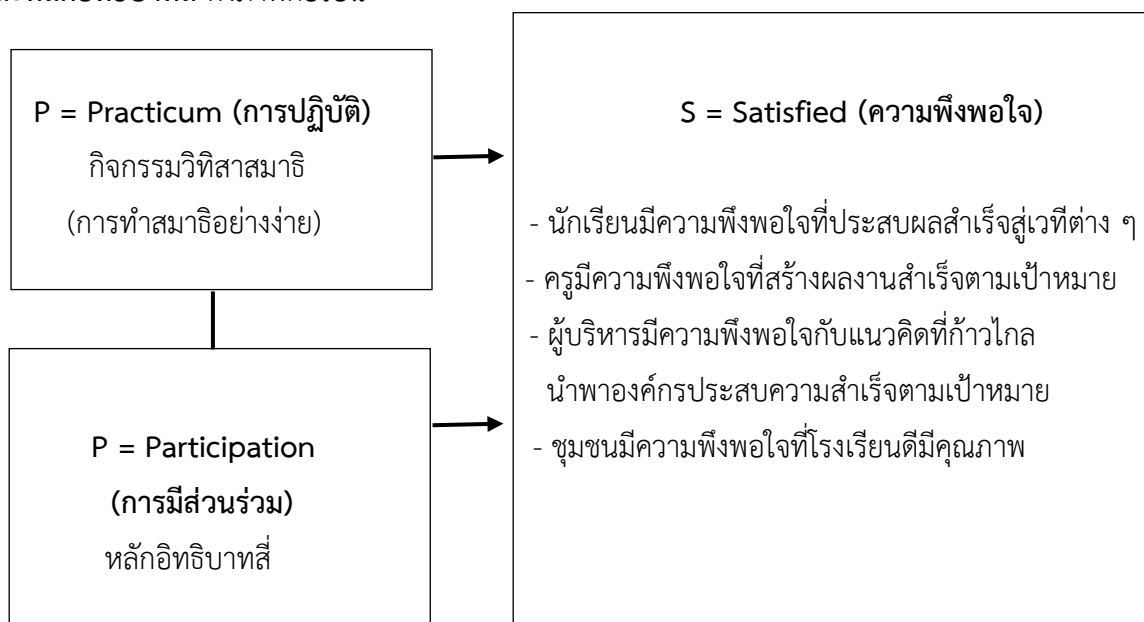 P = Practicum (การปฏิบัติ)
กิจกรรมวิทิสาสมาธิ
(การทำสมาธิอย่างง่าย)
P = Participation
(การมีส่วนร่วม)
หลักอิทธิบาทสี่
S = Satisfied (ความพึงพอใจ)
- นักเรียนมีความพึงพอใจที่ประสบผลสำเร็จสู่เวทีต่าง ๆ
- ครูมีความพึงพอใจที่สร้างผลงานสำเร็จตามเป้าหมาย
- ผู้บริหารมีความพึงพอใจกับแนวคิดที่ก้าวไกล
นำพาองค์กรประสบความสำเร็จตามเป้าหมาย
- ชุมชนมีความพึงพอใจที่โรงเรียนดีมีคุณภาพ